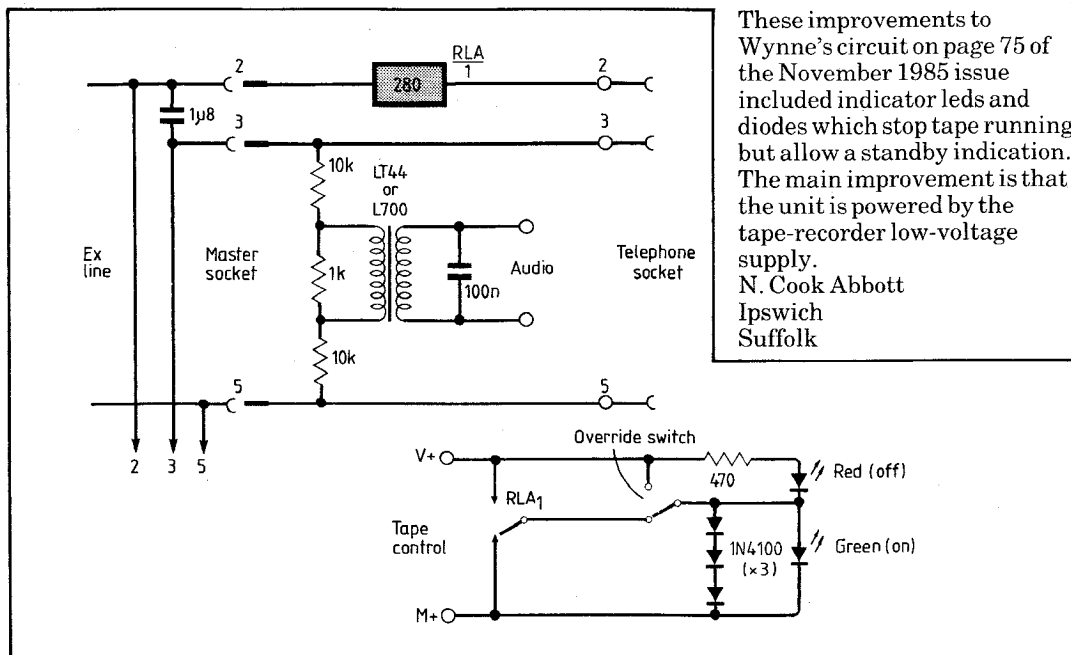 These improvements to
Wynne's circuit on page 75 of
the November 1985 issue
included indicator leds and
diodes which stop tape running
but allow a standby indication.
The main improvement is that
the unit is powered by the
tape-recorder low-voltage
supply.
N. Cook Abbott
Ipswich
Suffolk
2
RLA
1
280
2
1µ8
3
3
10k
LT44
or
L700
Ex
line
Master
socket
1k
100n
Audio
Telephone
socket
10k
5
5
2 3 5
Override switch
V+
470
Red (off)
RLA1
Tape
control
1N4100
(×3)
Green (on)
M+